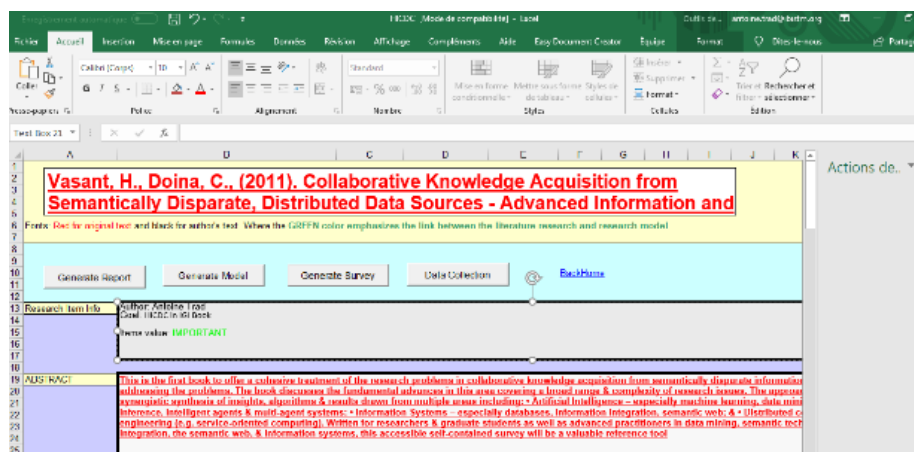 Enregistrement automatique
HICDC [Mode de compatibilité] - Excel
Outils de...
antoine.trad@ibistm.org
Fichier Accueil Insertion Mise en page Formules Données Révision Affichage Compléments Aide Easy Document Creator Équipe Format Dites-le-nous Partag
Coller
Calibri (Corps) 10
G I S
Standard
Mise en forme conditionnelle
Mettre sous forme de tableau
Styles de cellules
Insérer
Supprimer
Format
Trier et filtrer
Rechercher et sélectionner
Presse-papiers Police Alignement Nombre Styles Cellules Édition
Text Box 21
fx
Actions de..
A B C D E F G H I J K
Vasant, H., Doina, C., (2011). Collaborative Knowledge Acquisition from
Semantically Disparate, Distributed Data Sources - Advanced Information and
Fonts: Red for original text and black for author's text. Where the GREEN color emphasizes the link between the literature research and research model
Generate Report Generate Model Generate Survey Data Collection BackHome
Research Item Info
Author: Antoine Trad
Goal: HICDC in IGI Book
Items value: IMPORTANT
ABSTRACT
This is the first book to offer a cohesive treatment of the research problems in collaborative knowledge acquisition from semantically disparate information
addressing the problems. The book discusses the fundamental advances in this area covering a broad range & complexity of research issues. The approa
synergistic synthesis of insights, algorithms & results drawn from multiple areas including: • Artificial Intelligence – especially machine learning, data mini
inference, intelligent agents & multi-agent systems; • Information Systems – especially databases, information integration, semantic web; & • Distributed c
engineering (e.g. service-oriented computing). Written for researchers & graduate students as well as advanced practitioners in data mining, semantic tech
integration, the semantic web, & information systems, this accessible self-contained survey will be a valuable reference tool